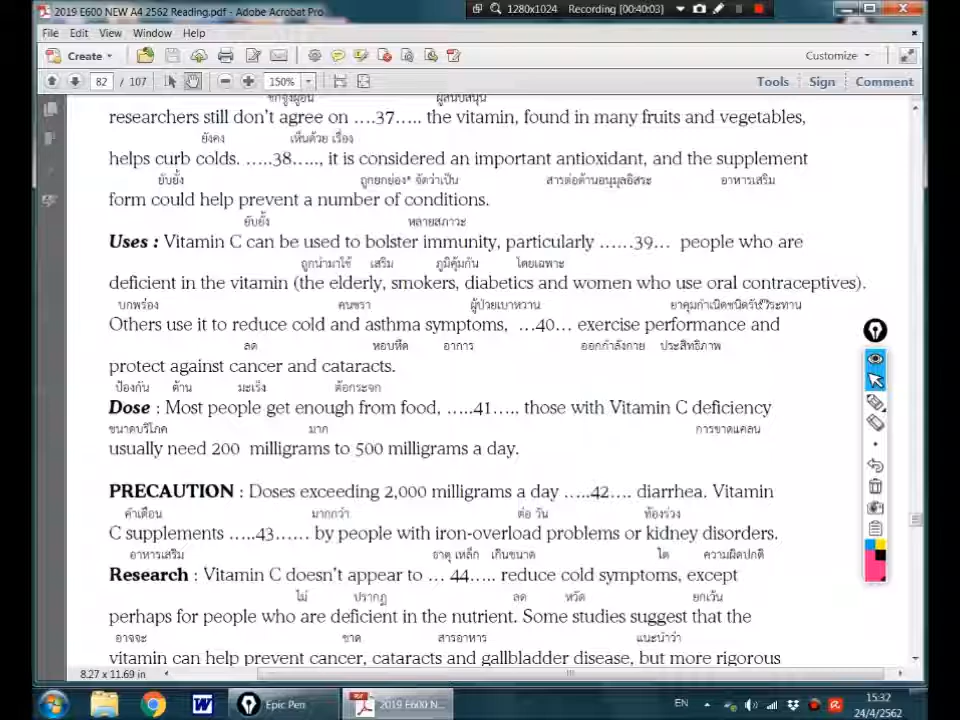 2019 E600 NEW A4 2562 Reading.pdf - Adobe Acrobat Pro
1280x1024 Recording [00:40:03]
File Edit View Window Help
Create Customize
82 / 107 150% Tools Sign Comment
researchers still don't agree on ....37..... the vitamin, found in many fruits and vegetables,
ยังคง เห็นด้วย เรื่อง
helps curb colds. .....38....., it is considered an important antioxidant, and the supplement
ยับยั้ง ถูกยกย่อง* จัดว่าเป็น สารต่อต้านอนุมูลอิสระ อาหารเสริม
form could help prevent a number of conditions.
ยับยั้ง หลายสภาวะ
Uses : Vitamin C can be used to bolster immunity, particularly ......39... people who are
ถูกนำมาใช้ เสริม ภูมิคุ้มกัน โดยเฉพาะ
deficient in the vitamin (the elderly, smokers, diabetics and women who use oral contraceptives).
บกพร่อง คนชรา ผู้ป่วยเบาหวาน
Others use it to reduce cold and asthma symptoms, ...40... exercise performance and
ลด หอบหืด อาการ ออกกำลังกาย ประสิทธิภาพ
protect against cancer and cataracts.
ป้องกัน ต้าน มะเร็ง ต้อกระจก
Dose : Most people get enough from food, .....41..... those with Vitamin C deficiency
ขนาดบริโภค มาก การขาดแคลน
usually need 200 milligrams to 500 milligrams a day.
PRECAUTION : Doses exceeding 2,000 milligrams a day .....42.... diarrhea. Vitamin
คำเตือน มากกว่า ต่อ วัน ท้องร่วง
C supplements .....43...... by people with iron-overload problems or kidney disorders.
อาหารเสริม ธาตุ เหล็ก เกินขนาด ไต ความผิดปกติ
Research : Vitamin C doesn't appear to ... 44..... reduce cold symptoms, except
ไม่ ปรากฏ ลด หวัด ยกเว้น
perhaps for people who are deficient in the nutrient. Some studies suggest that the
อาจจะ ขาด สารอาหาร แนะนำว่า
vitamin can help prevent cancer, cataracts and gallbladder disease, but more rigorous
8.27 x 11.69 in
Epic Pen 2019 E600 N... EN 15:32
24/4/2562